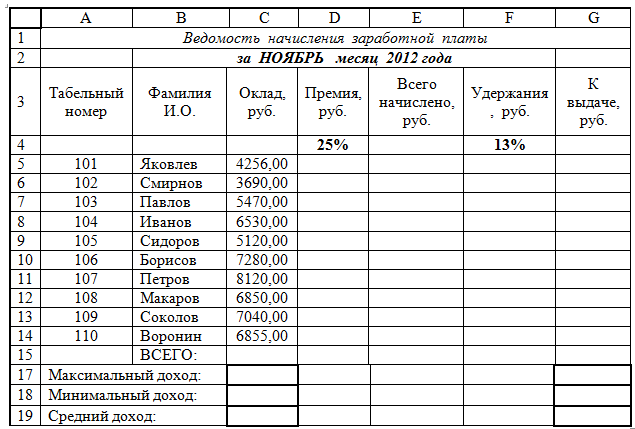 A B C D E F G
1 Ведомость начисления заработной платы
2 за НОЯБРЬ месяц 2012 года
3 Табельный номер Фамилия И.О. Оклад, руб. Премия, руб. Всего начислено, руб. Удержания , руб. К выдаче, руб.
4 25% 13%
5 101 Яковлев 4256,00
6 102 Смирнов 3690,00
7 103 Павлов 5470,00
8 104 Иванов 6530,00
9 105 Сидоров 5120,00
10 106 Борисов 7280,00
11 107 Петров 8120,00
12 108 Макаров 6850,00
13 109 Соколов 7040,00
14 110 Воронин 6855,00
15 ВСЕГО:
17 Максимальный доход:
18 Минимальный доход:
19 Средний доход: